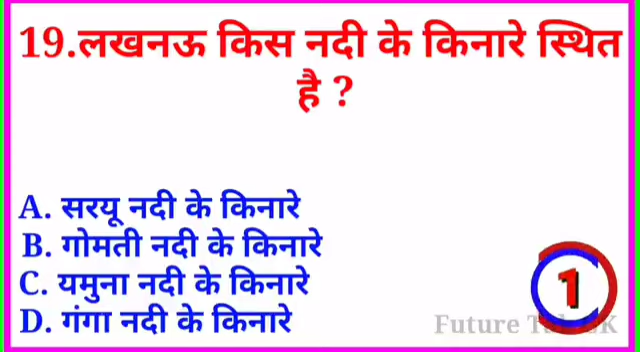 19.लखनऊ किस नदी के किनारे स्थित
है ?
A. सरयू नदी के किनारे
B. गोमती नदी के किनारे
C. यमुना नदी के किनारे
D. गंगा नदी के किनारे
1
Future